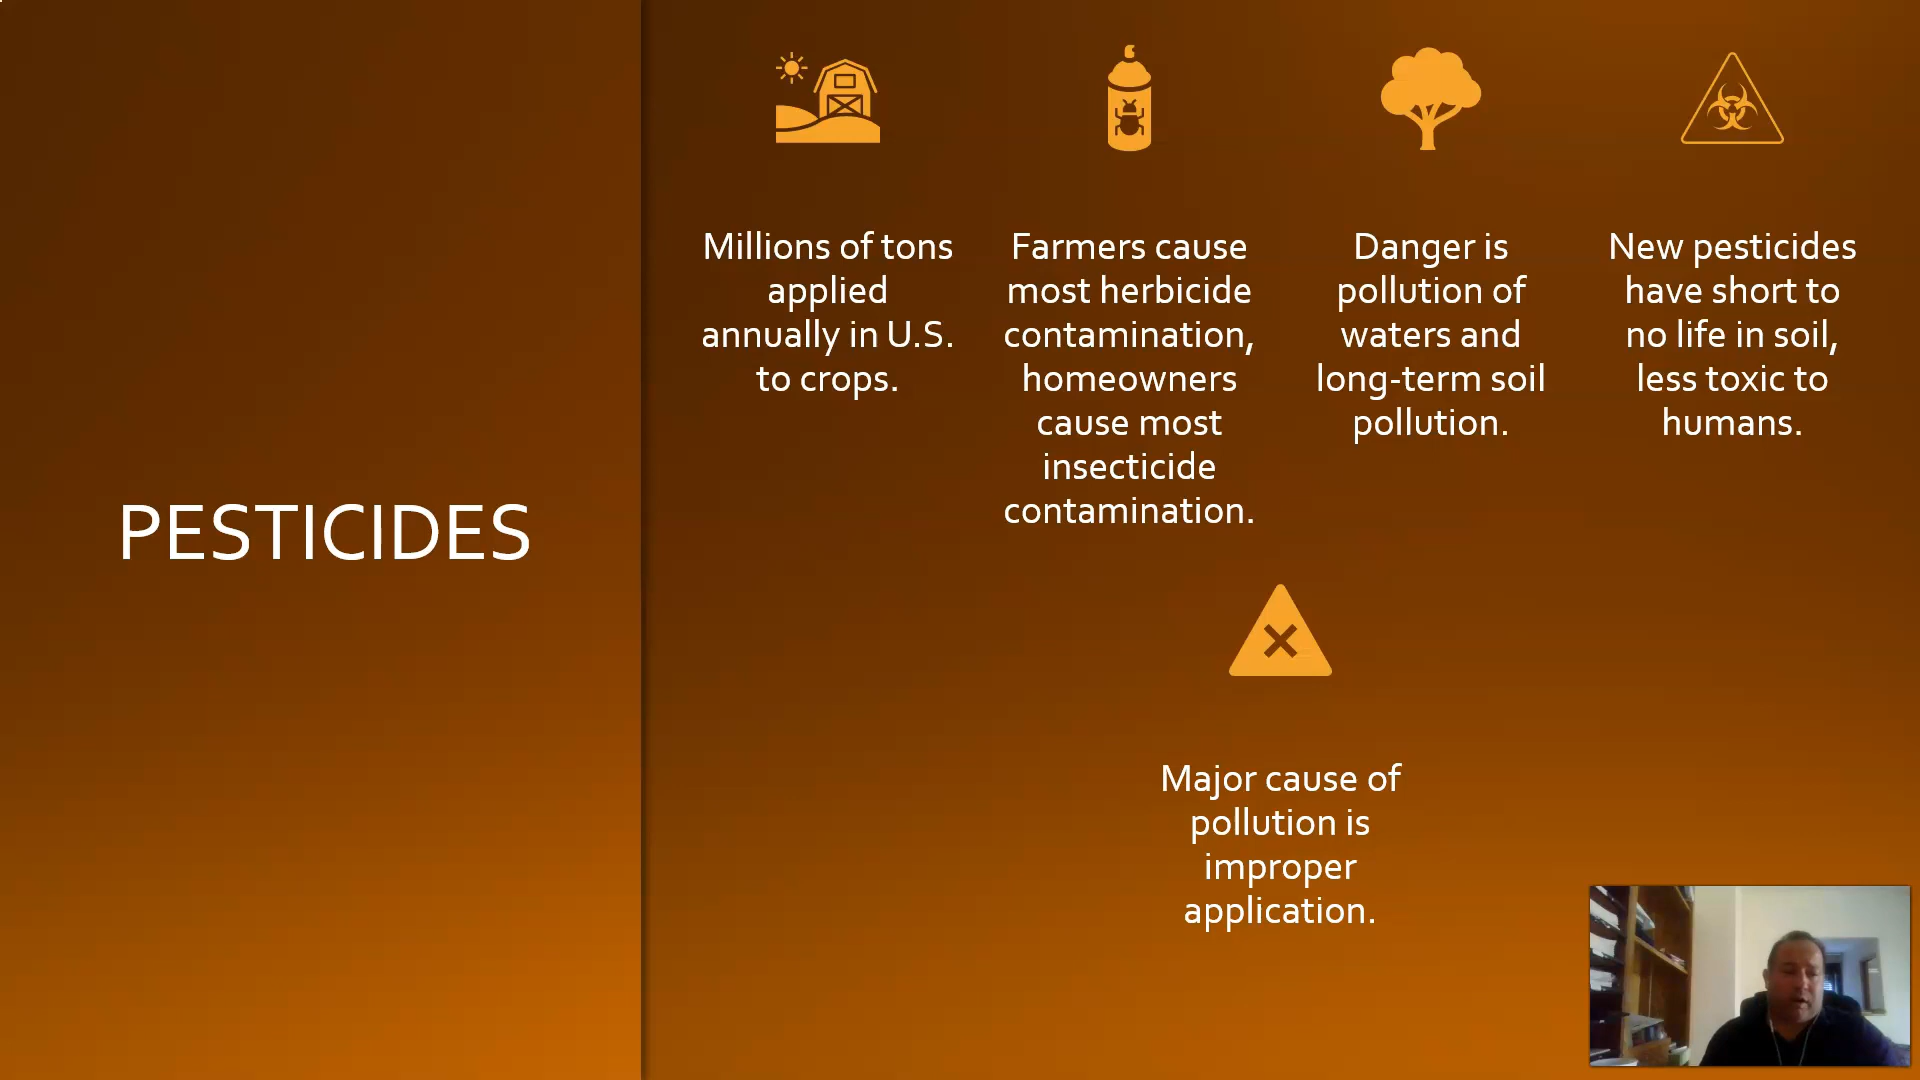 PESTICIDES
Millions of tons
applied
annually in U.S.
to crops.
Farmers cause
most herbicide
contamination,
homeowners
cause most
insecticide
contamination.
Danger is
pollution of
waters and
long-term soil
pollution.
New pesticides
have short to
no life in soil,
less toxic to
humans.
Major cause of
pollution is
improper
application.